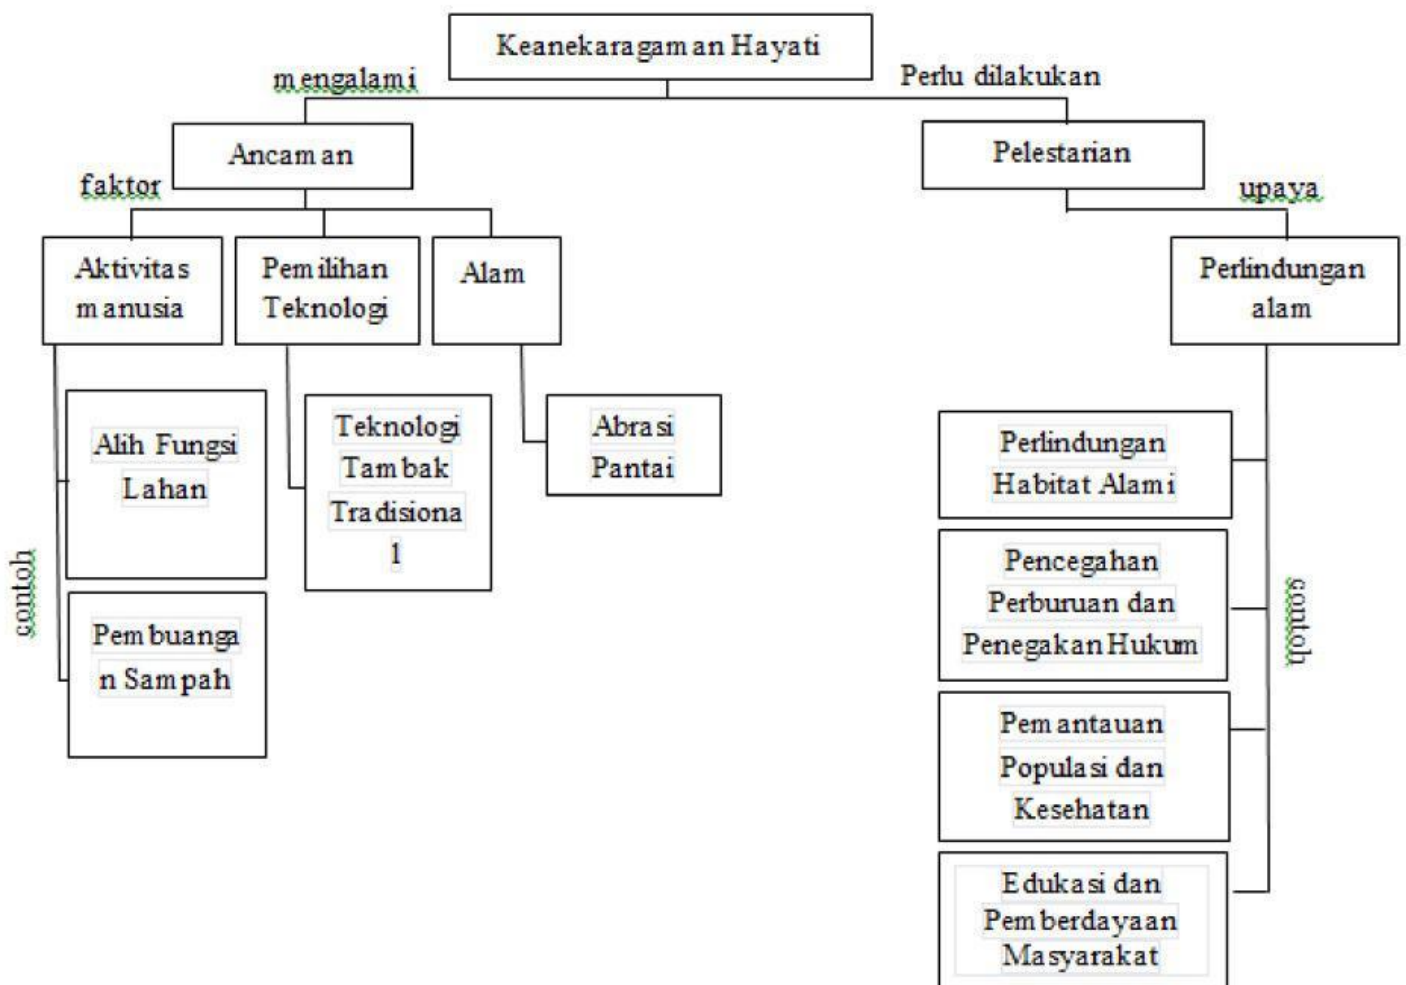 Keanekaragaman Hayati
mengalami
Perlu dilakukan
Ancaman
Pelestarian
faktor
upaya
Aktivitas
manusia
Pemilihan
Teknologi
Alam
Perlindungan
alam
contoh
Alih Fungsi
Lahan
Pembuanga
n Sampah
Teknologi
Tambak
Tradisiona
l
Abrasi
Pantai
contoh
Perlindungan
Habitat Alami
Pencegahan
Perburuan dan
Penegakan Hukum
Pemantauan
Populasi dan
Kesehatan
Edukasi dan
Pemberdayaan
Masyarakat